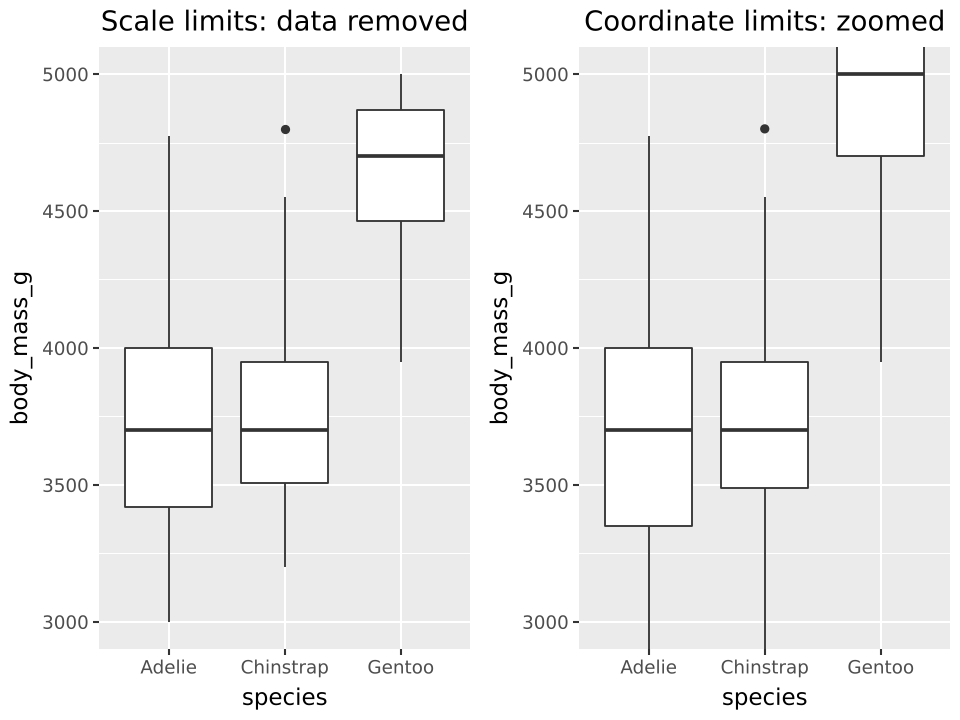 Scale limits: data removed
5000
4500
4000
3500
3000
body_mass_g
Adelie Chinstrap Gentoo
species
Coordinate limits: zoomed
5000
4500
4000
3500
3000
body_mass_g
Adelie Chinstrap Gentoo
species